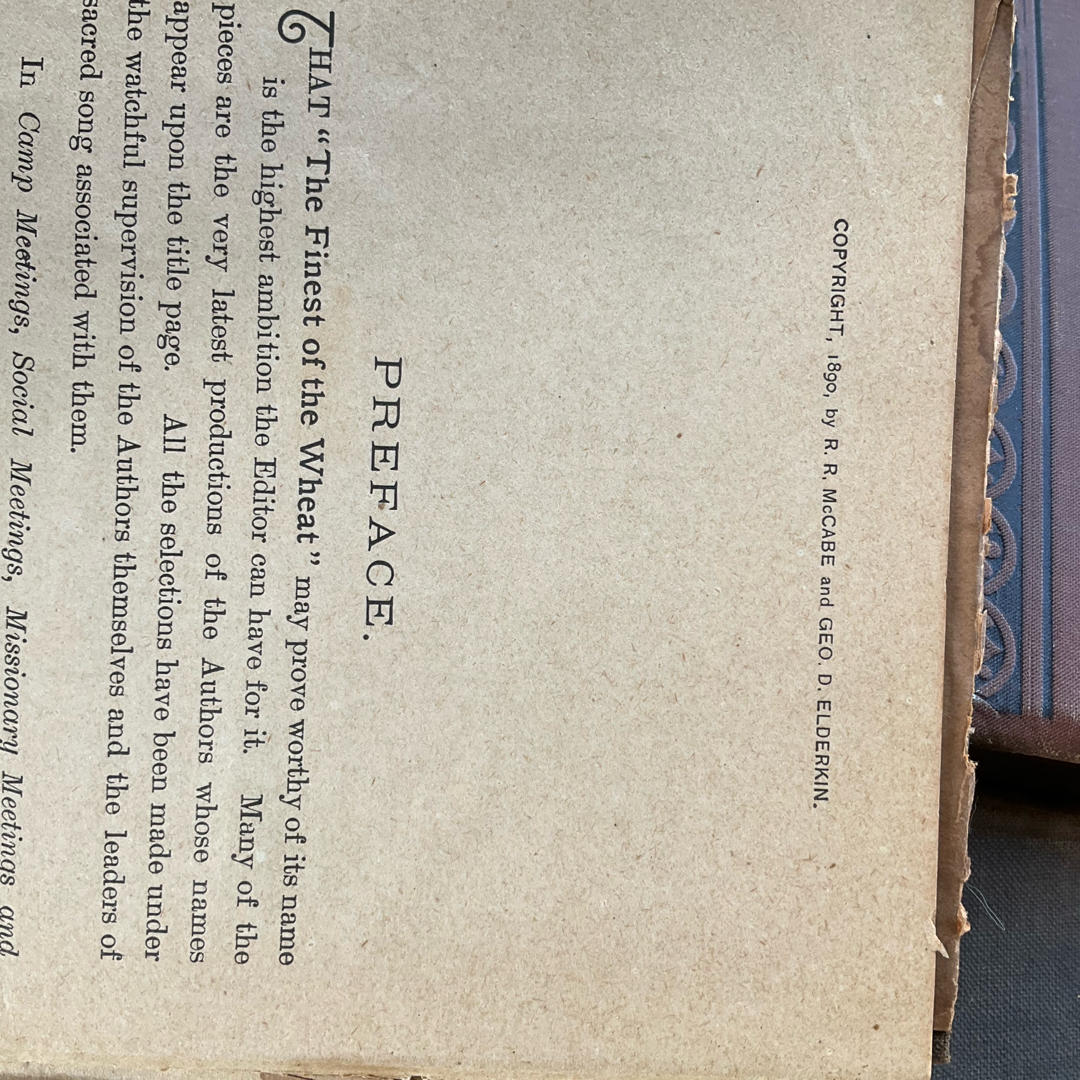 COPYRIGHT, 1890, by R. R. McCABE and GEO. D. ELDERKIN.
PREFACE.
THAT “The Finest of the Wheat” may prove worthy of its name
is the highest ambition the Editor can have for it. Many of the
pieces are the very latest productions of the Authors whose names
appear upon the title page. All the selections have been made under
the watchful supervision of the Authors themselves and the leaders of
sacred song associated with them.
In Camp Meetings, Social Meetings, Missionary Meetings and